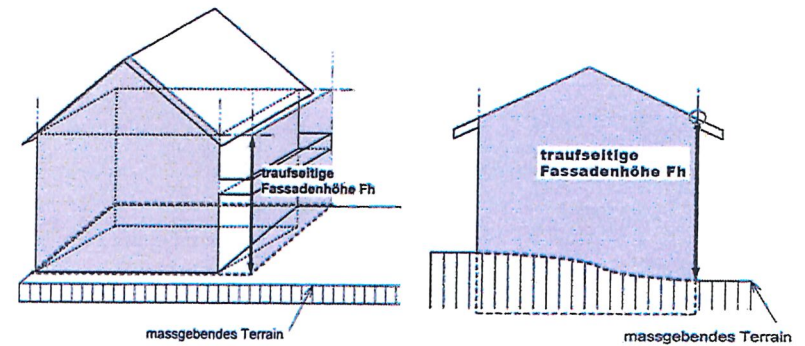 traufseitige
Fassadenhöhe Fh
massgebendes Terrain
traufseitige
Fassadenhöhe Fh
massgebendes Terrain